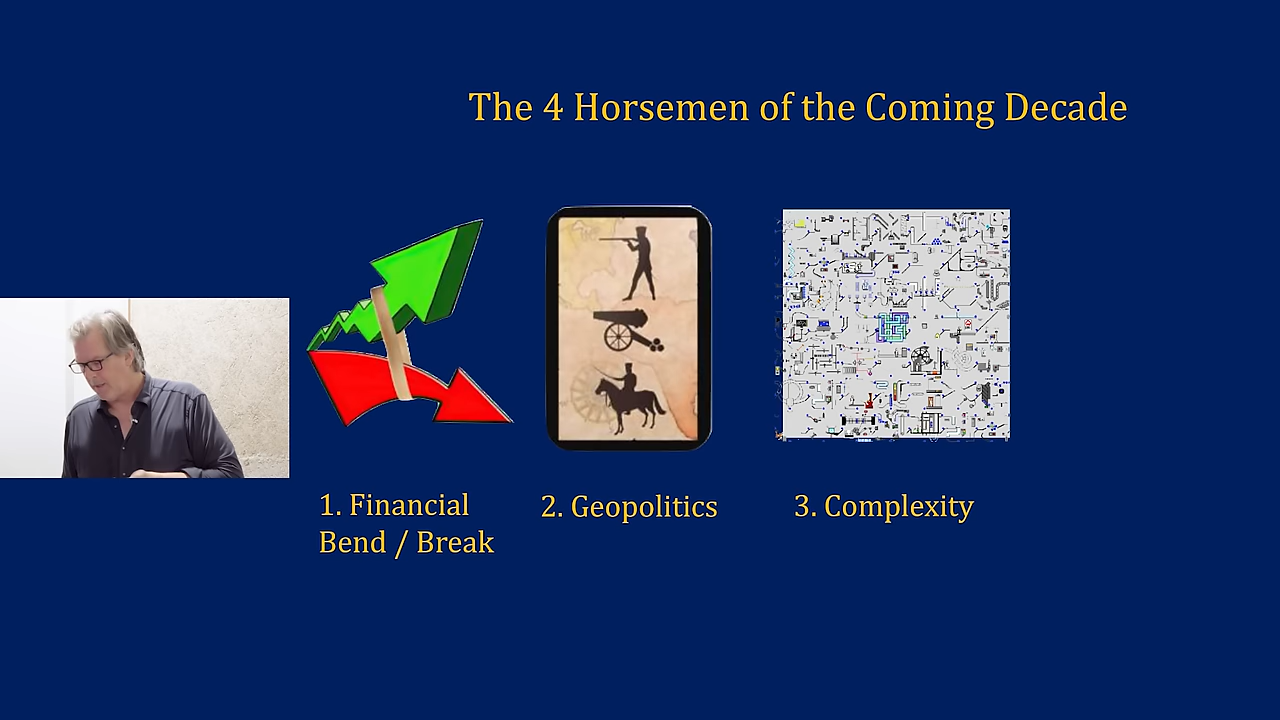 The 4 Horsemen of the Coming Decade
1. Financial
Bend / Break
2. Geopolitics
3. Complexity